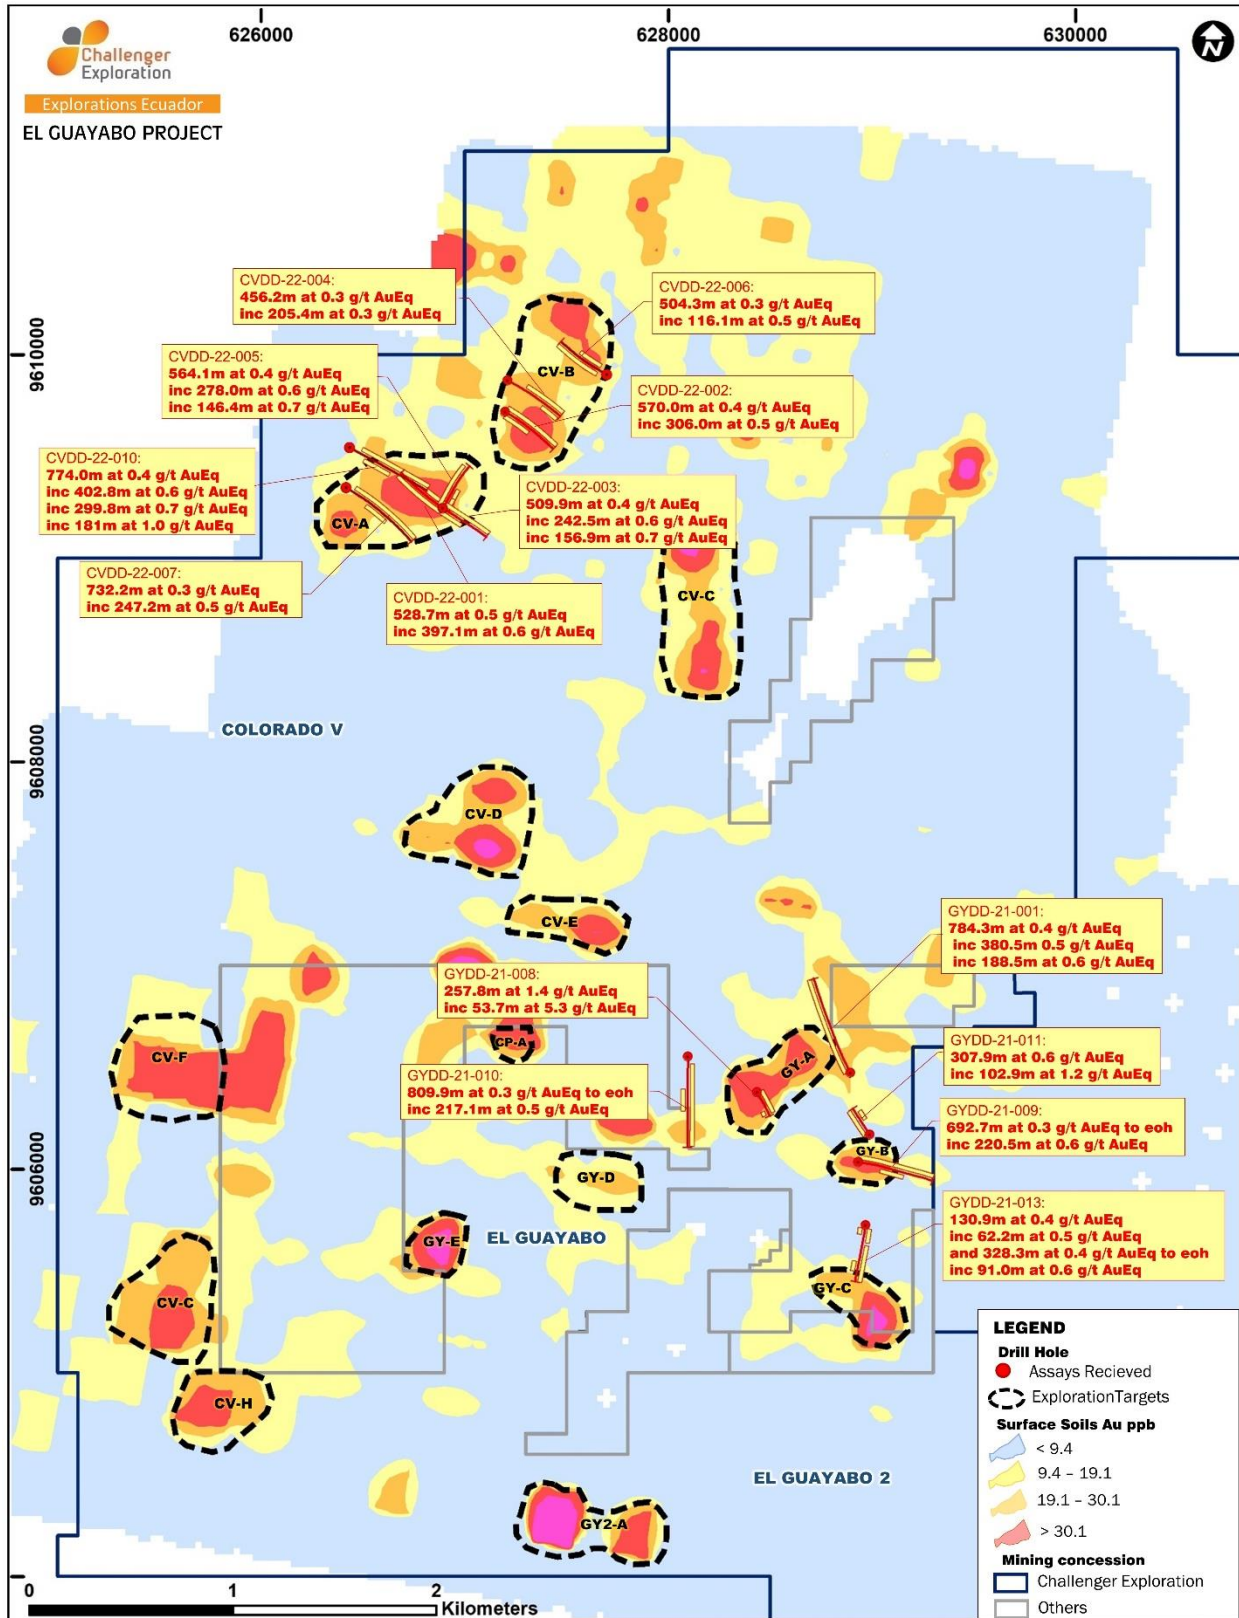 626000
628000
630000
Challenger
Exploration
Explorations Ecuador
EL GUAYABO PROJECT
N
CVDD-22-004:
456.2m at 0.3 g/t AuEq
inc 205.4m at 0.3 g/t AuEq
CVDD-22-006:
504.3m at 0.3 g/t AuEq
inc 116.1m at 0.5 g/t AuEq
9610000
CVDD-22-005:
564.1m at 0.4 g/t AuEq
inc 278.0m at 0.6 g/t AuEq
inc 146.4m at 0.7 g/t AuEq
CV-B
CVDD-22-002:
570.0m at 0.4 g/t AuEq
inc 306.0m at 0.5 g/t AuEq
CVDD-22-010:
774.0m at 0.4 g/t AuEq
inc 402.8m at 0.6 g/t AuEq
inc 299.8m at 0.7 g/t AuEq
inc 181m at 1.0 g/t AuEq
CV-A
CVDD-22-003:
509.9m at 0.4 g/t AuEq
inc 242.5m at 0.6 g/t AuEq
inc 156.9m at 0.7 g/t AuEq
CVDD-22-007:
732.2m at 0.3 g/t AuEq
inc 247.2m at 0.5 g/t AuEq
CVDD-22-001:
528.7m at 0.5 g/t AuEq
inc 397.1m at 0.6 g/t AuEq
CV-C
COLORADO V
9608000
CV-D
CV-E
GYDD-21-001:
784.3m at 0.4 g/t AuEq
inc 380.5m 0.5 g/t AuEq
inc 188.5m at 0.6 g/t AuEq
GYDD-21-008:
257.8m at 1.4 g/t AuEq
inc 53.7m at 5.3 g/t AuEq
CP-A
CV-F
GY-A
GYDD-21-011:
307.9m at 0.6 g/t AuEq
inc 102.9m at 1.2 g/t AuEq
GYDD-21-010:
809.9m at 0.3 g/t AuEq to eoh
inc 217.1m at 0.5 g/t AuEq
GYDD-21-009:
692.7m at 0.3 g/t AuEq to eoh
inc 220.5m at 0.6 g/t AuEq
GY-B
9606000
GY-D
GYDD-21-013:
130.9m at 0.4 g/t AuEq
inc 62.2m at 0.5 g/t AuEq
and 328.3m at 0.4 g/t AuEq to eoh
inc 91.0m at 0.6 g/t AuEq
GY-E
EL GUAYABO
GY-C
CV-C
CV-H
EL GUAYABO 2
GY2-A
LEGEND
Drill Hole
Assays Recieved
ExplorationTargets
Surface Soils Au ppb
< 9.4
9.4 – 19.1
19.1 – 30.1
> 30.1
Mining concession
Challenger Exploration
Others
0
1
2
Kilometers